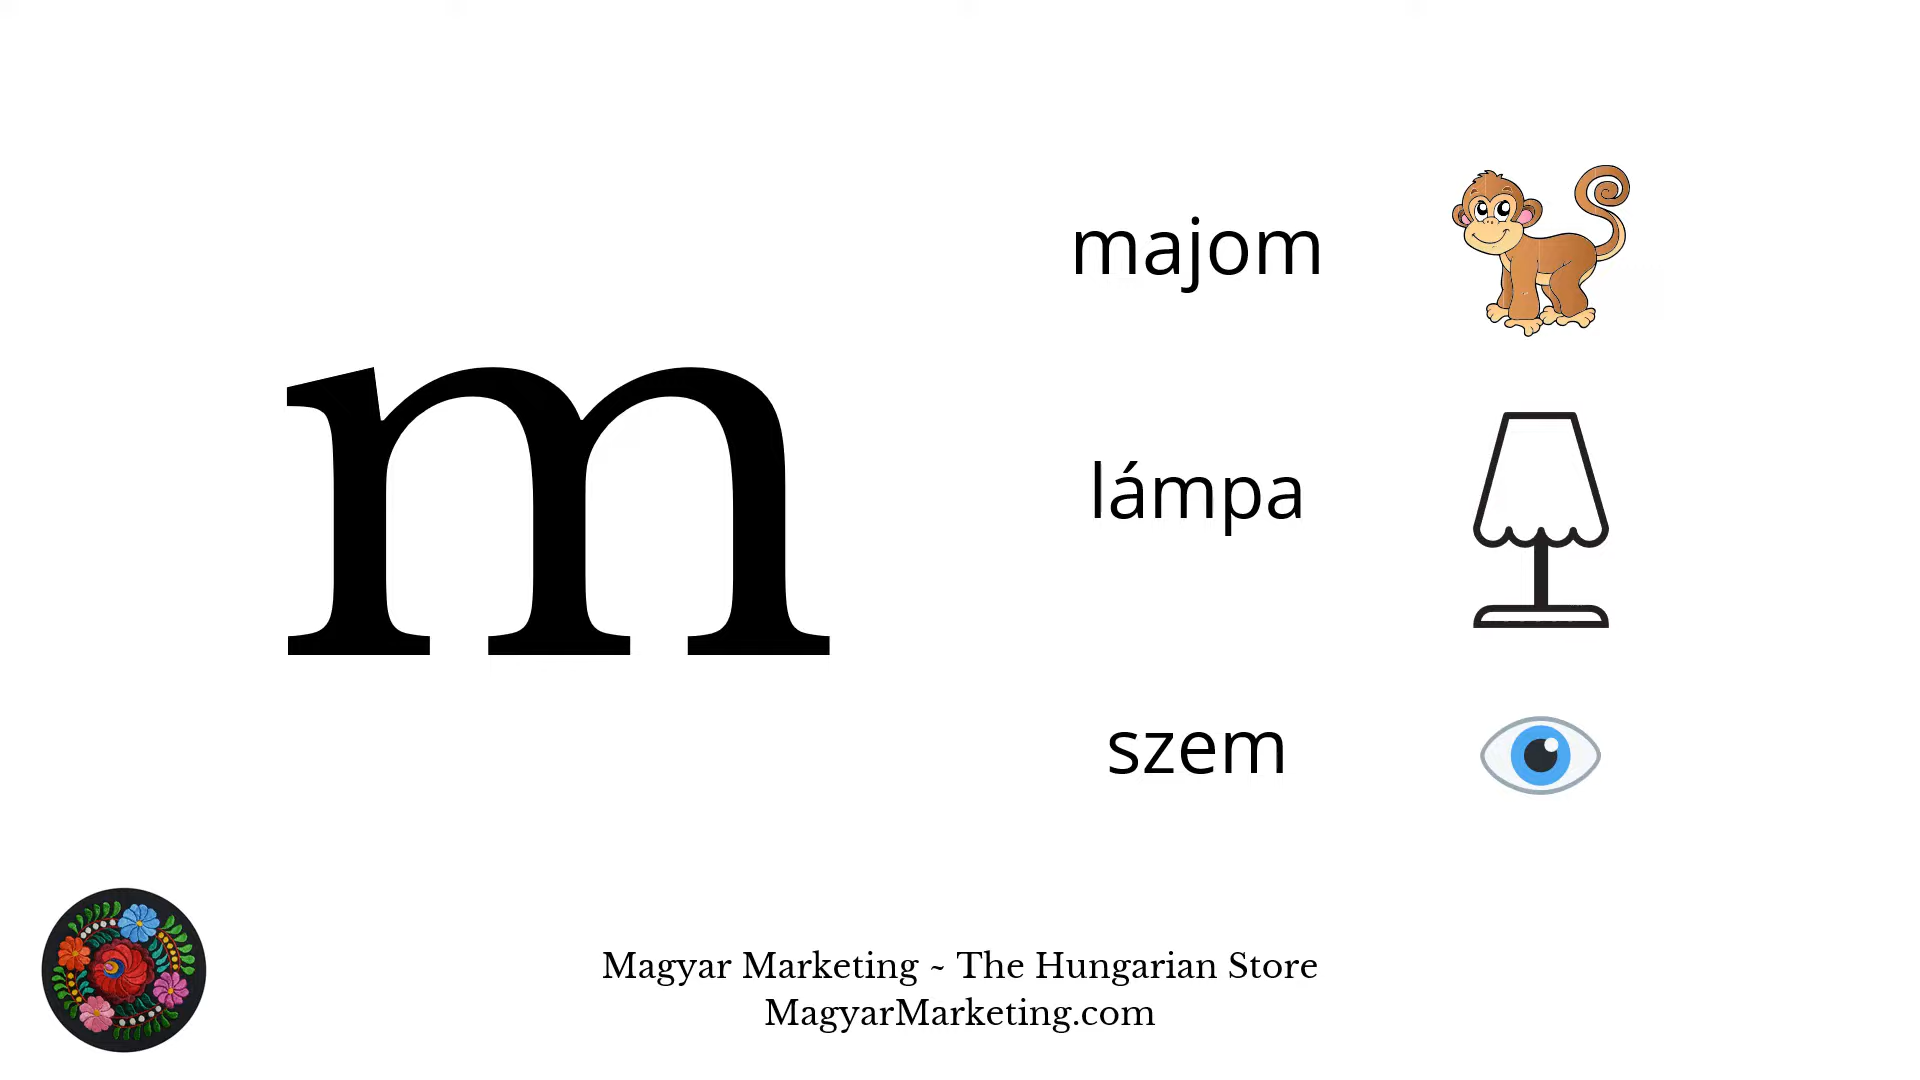 m
majom
lámpa
szem
Magyar Marketing ~ The Hungarian Store
MagyarMarketing.com